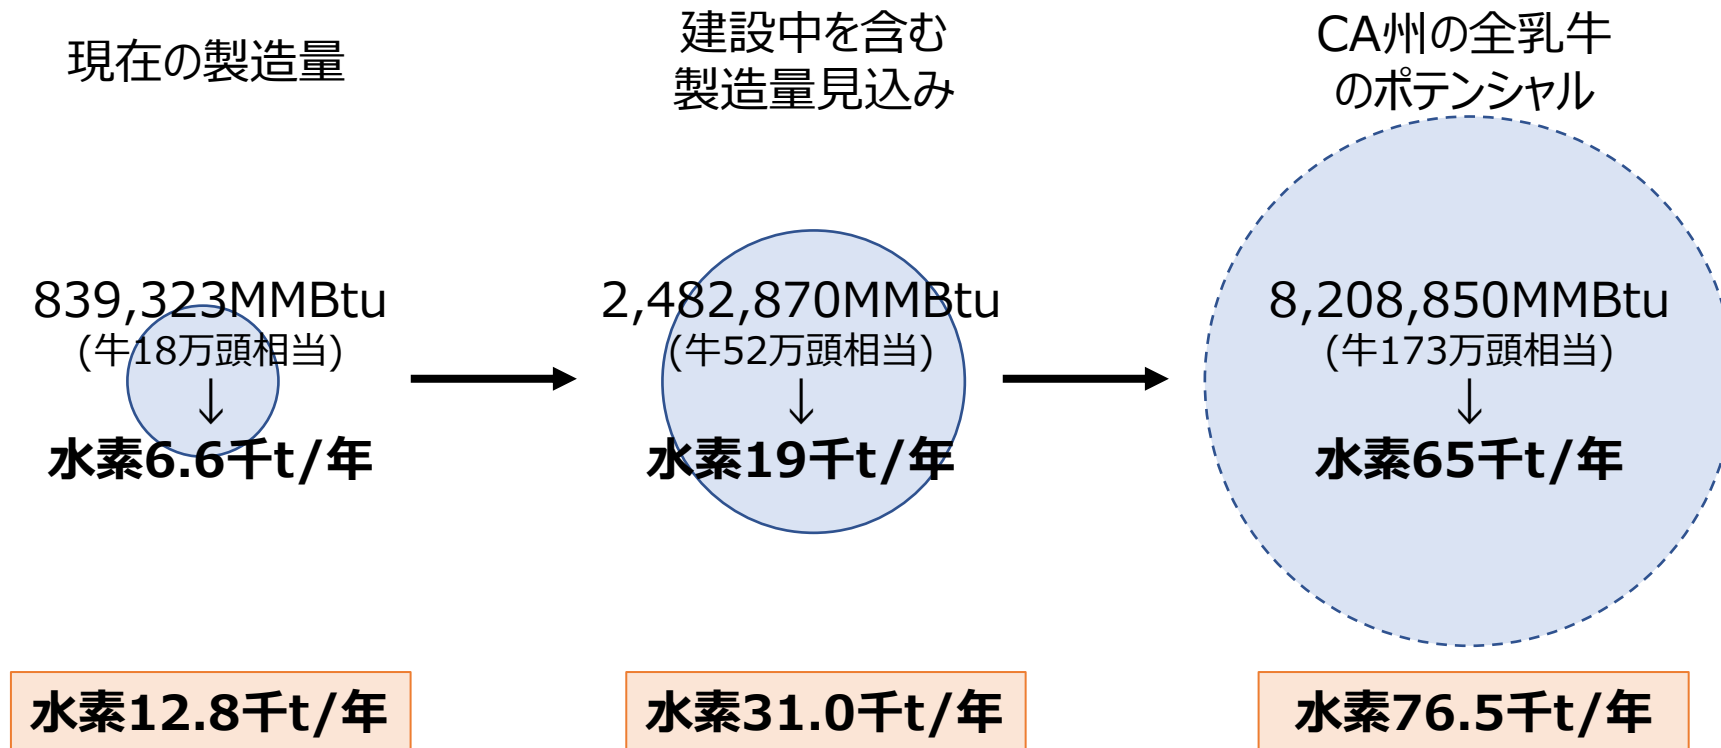 現在の製造量
建設中を含む
製造量見込み
CA州の全乳牛
のポテンシャル
839,323MMBtu
(牛18万頭相当)
↓
水素6.6千t/年
2,482,870MMBtu
(牛52万頭相当)
↓
水素19千t/年
8,208,850MMBtu
(牛173万頭相当)
↓
水素65千t/年
水素12.8千t/年
水素31.0千t/年
水素76.5千t/年